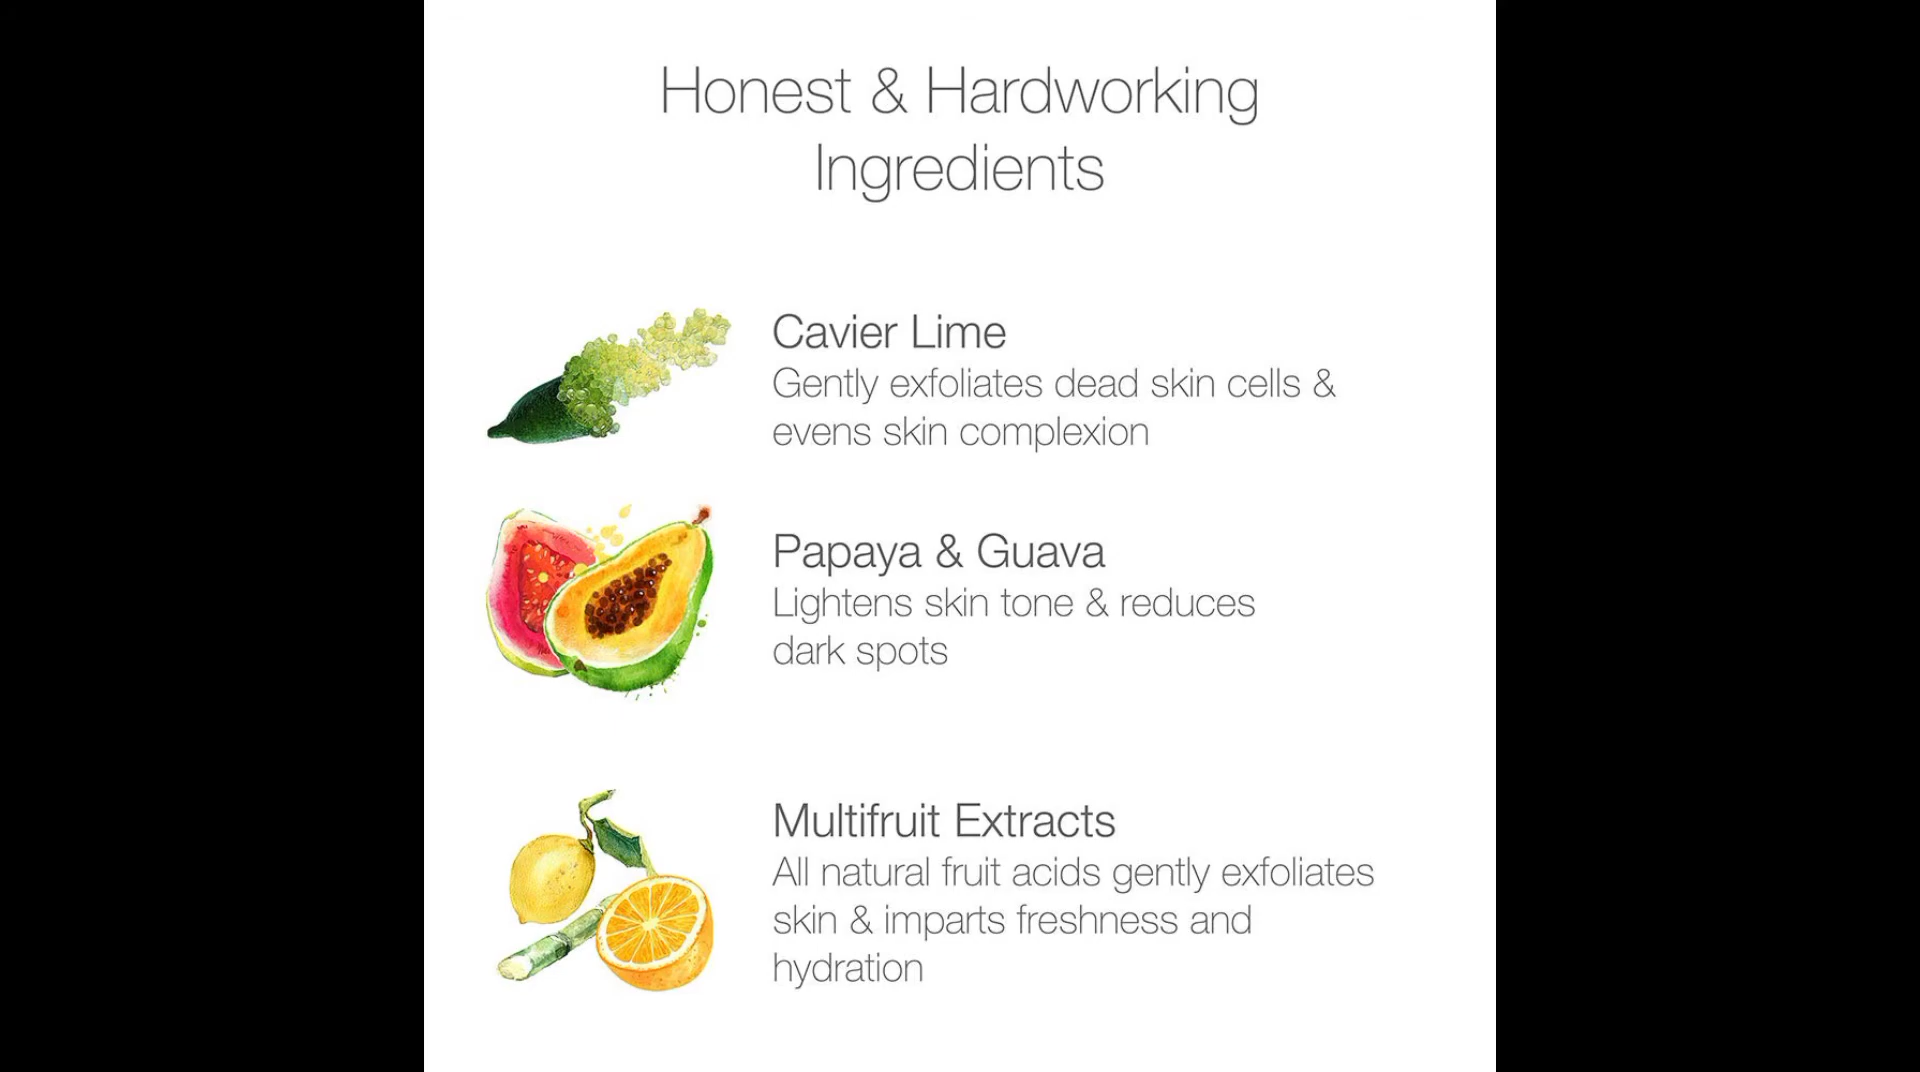 Honest & Hardworking
Ingredients
Cavier Lime
Gently exfoliates dead skin cells &
evens skin complexion
Papaya & Guava
Lightens skin tone & reduces
dark spots
Multifruit Extracts
All natural fruit acids gently exfoliates
skin & imparts freshness and
hydration